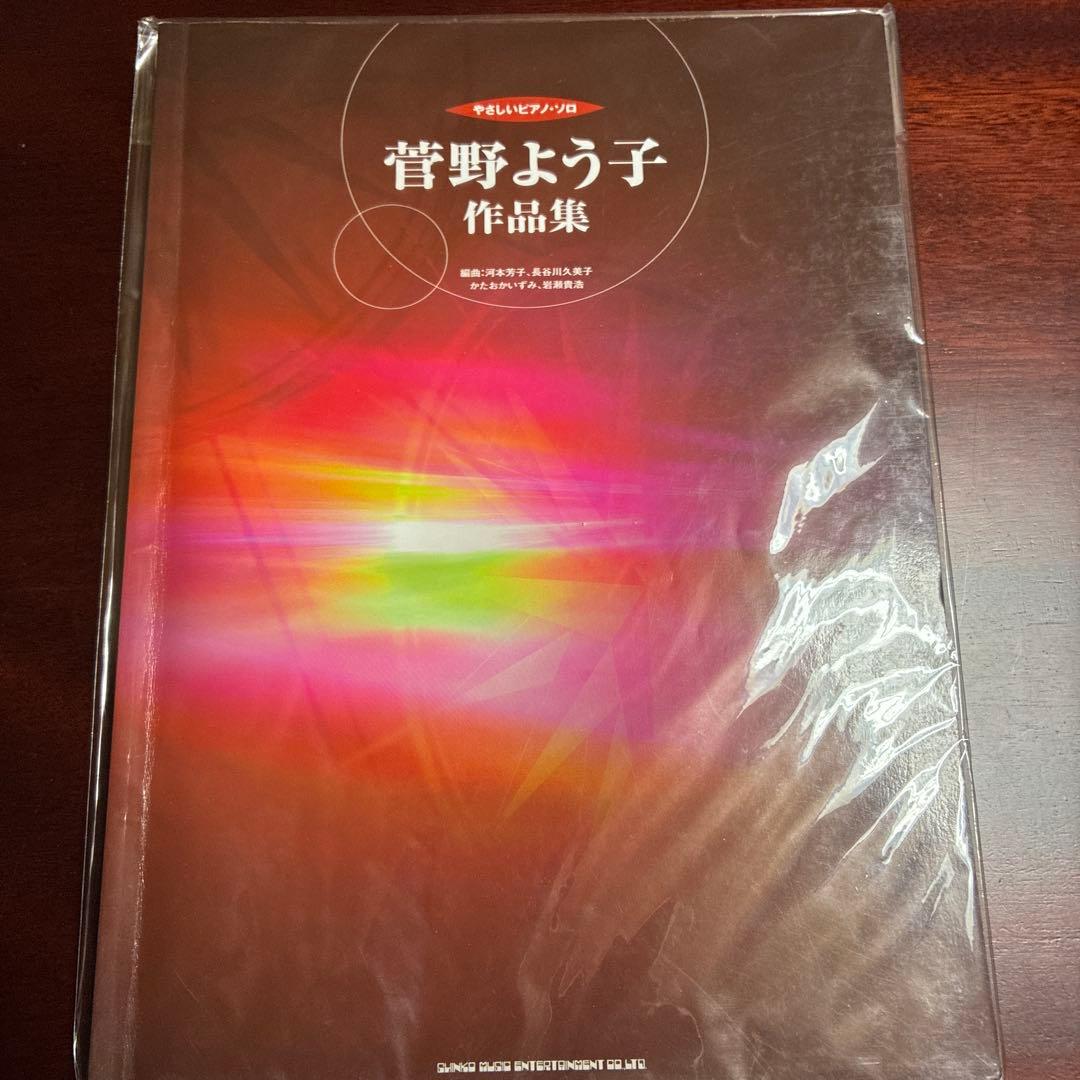 やさしいピアノ・ソロ
菅野よう子
作品集
編曲：河本芳子、長谷川久美子
かたおかいずみ、岩瀬貴浩
SHINKO MUSIC ENTERTAINMENT CO.,LTD.